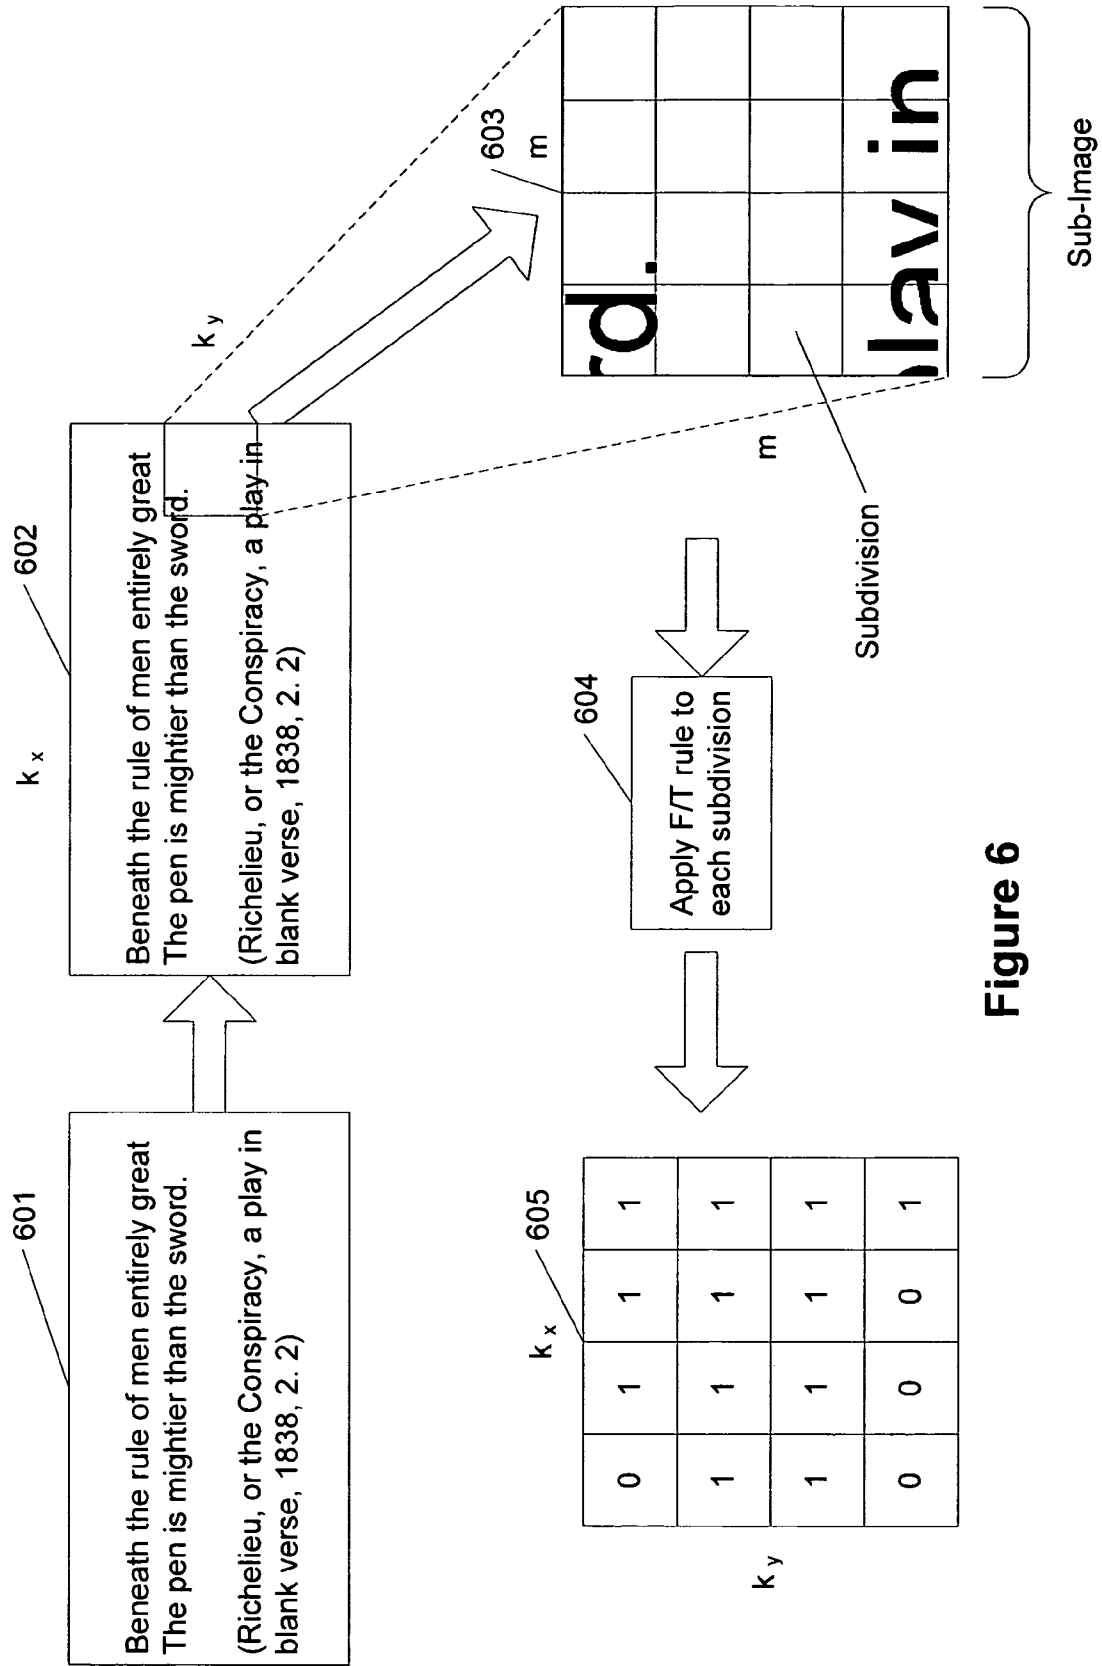 601
Beneath the rule of men entirely great
The pen is mightier than the sword.
(Richelieu, or the Conspiracy, a play in
blank verse, 1838, 2. 2)
k x
602
Beneath the rule of men entirely great
The pen is mightier than the sword.
(Richelieu, or the Conspiracy, a play in
blank verse, 1838, 2. 2)
k y
603
m
m
rd.
play in
Subdivision
Sub-Image
604
Apply F/T rule to
each subdivision
k x
605
k y
0 1 1 1
1 1 1 1
1 1 1 1
0 0 0 1
Figure 6